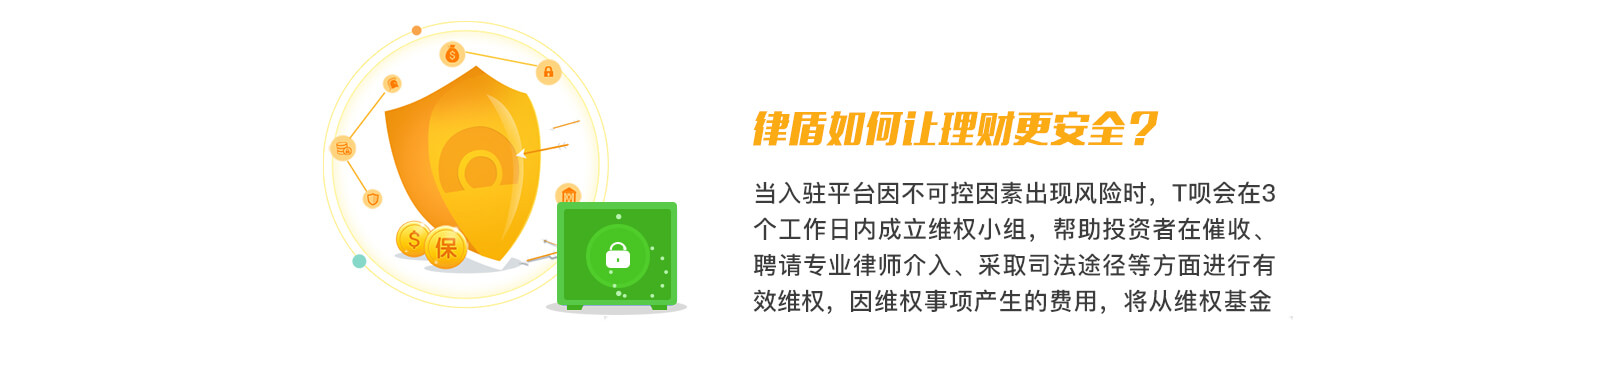 律盾如何让理财更安全？
当入驻平台因不可控因素出现风险时，T呗会在3
个工作日内成立维权小组，帮助投资者在催收、
聘请专业律师介入、采取司法途径等方面进行有
效维权，因维权事项产生的费用，将从维权基金
$
保